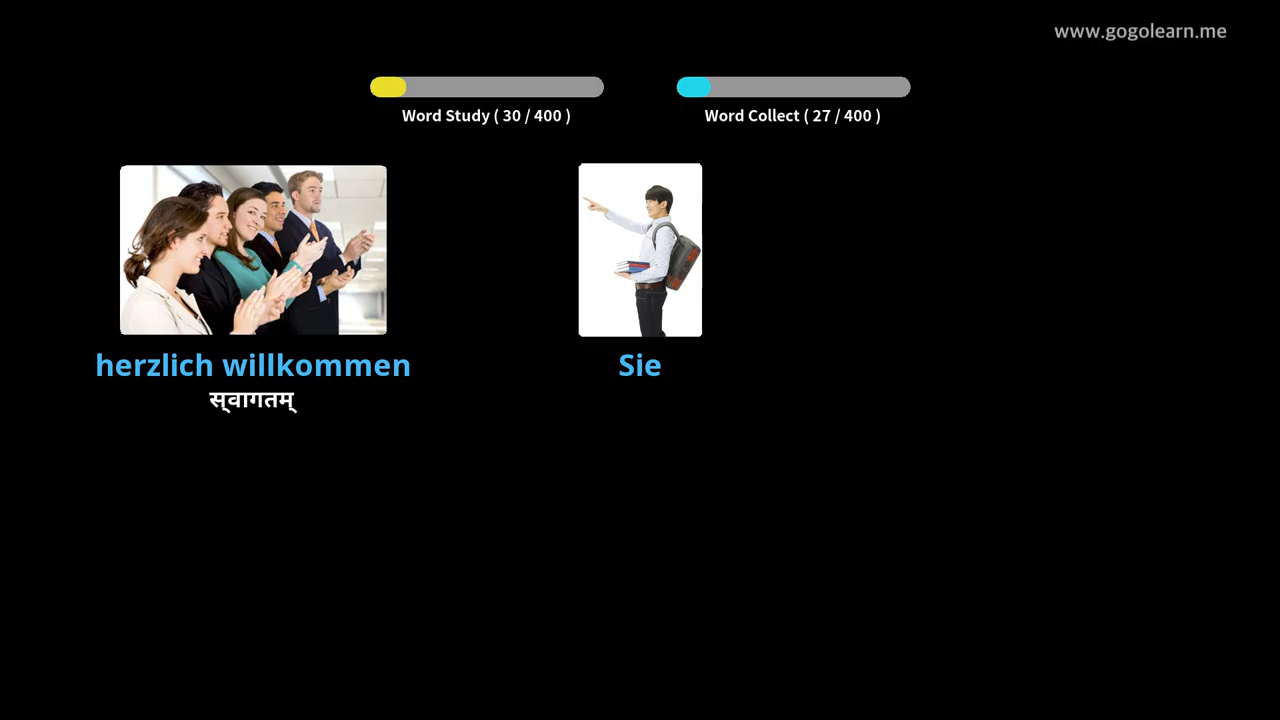 www.gogolearn.me
Word Study ( 30 / 400 )
Word Collect ( 27 / 400 )
herzlich willkommen
स्वागतम्
Sie